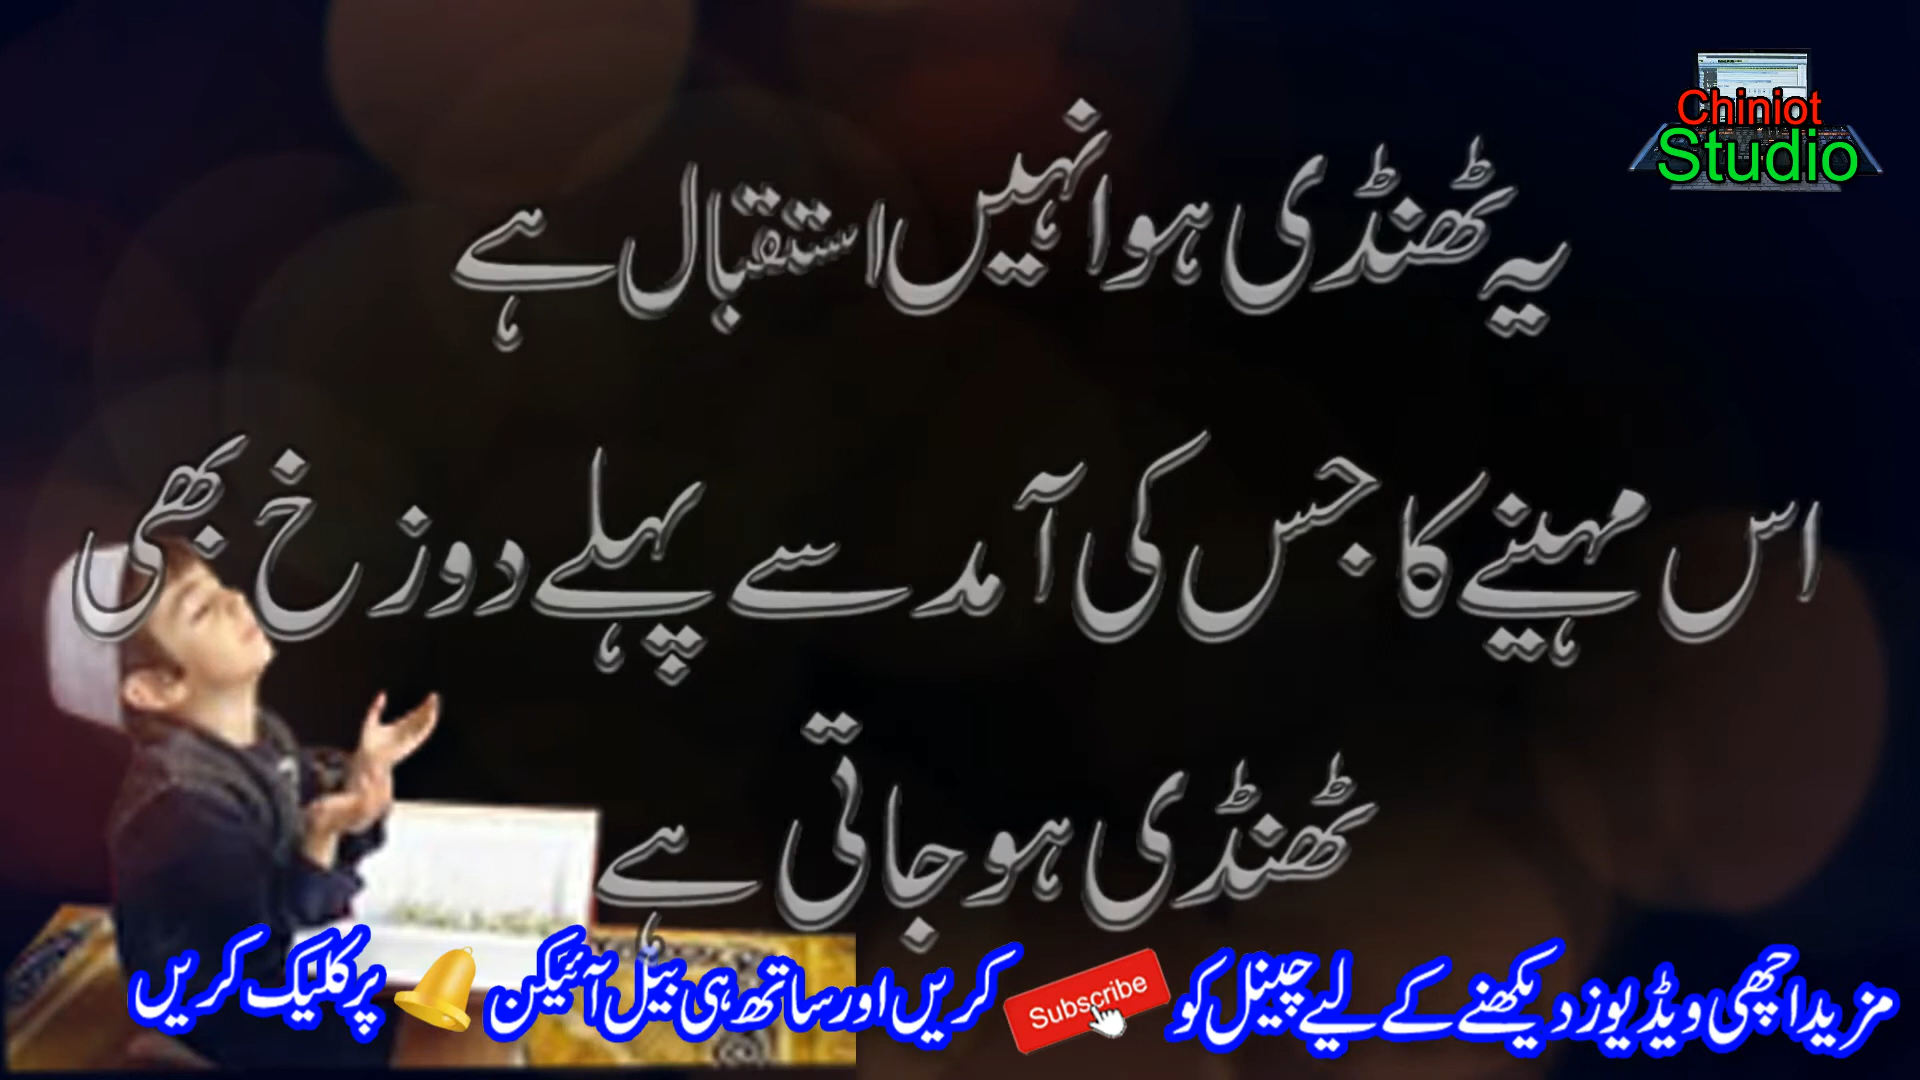 Chiniot
Studio
یہ ٹھنڈی ہوا نہیں استقبال ہے
اس مہینے کا جس کی آمد سے پہلے دوزخ بھی
ٹھنڈی ہو جاتی ہے
مزید اچھی ویڈیوز دیکھنے کے لیے چینل کو Subscribe کریں اور ساتھ ہی بیل آئیکن پر کلیک کریں